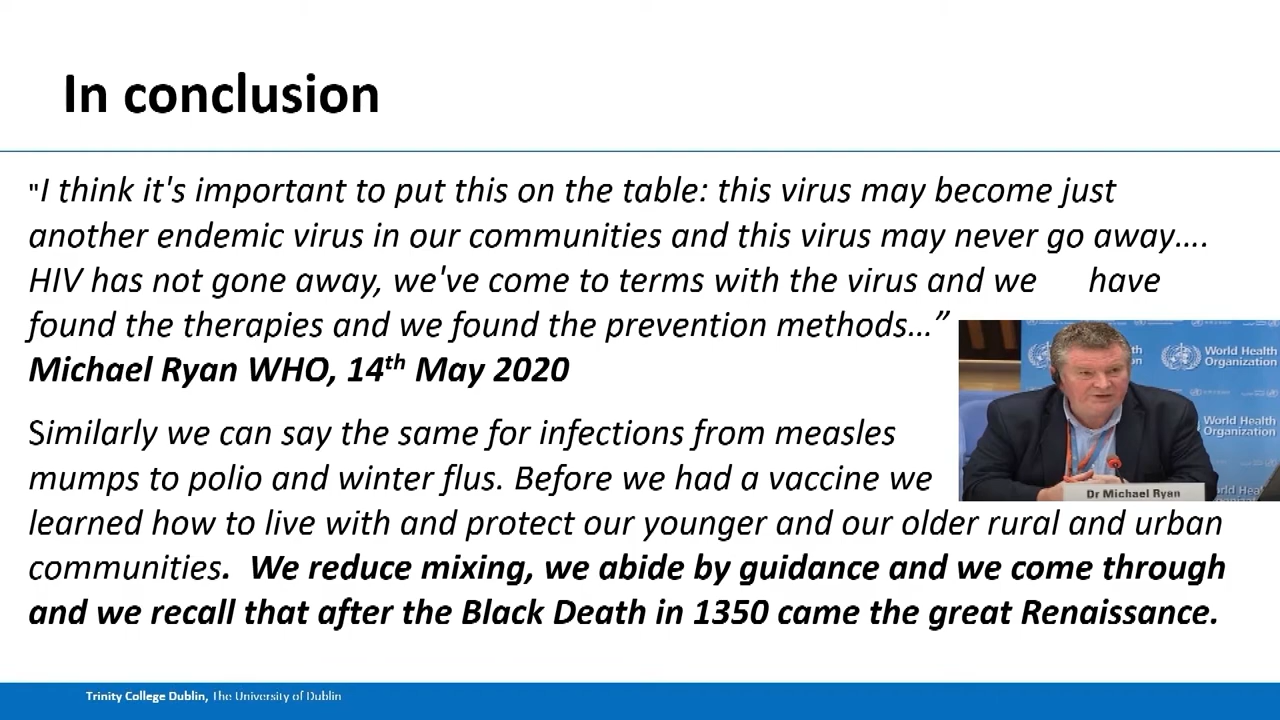 In conclusion
"I think it's important to put this on the table: this virus may become just
another endemic virus in our communities and this virus may never go away….
HIV has not gone away, we've come to terms with the virus and we have
found the therapies and we found the prevention methods…”
Michael Ryan WHO, 14th May 2020
Similarly we can say the same for infections from measles
mumps to polio and winter flus. Before we had a vaccine we
learned how to live with and protect our younger and our older rural and urban
communities. We reduce mixing, we abide by guidance and we come through
and we recall that after the Black Death in 1350 came the great Renaissance.
World Health
Organization
World Health
Organization
Dr Michael Ryan
Trinity College Dublin, The University of Dublin